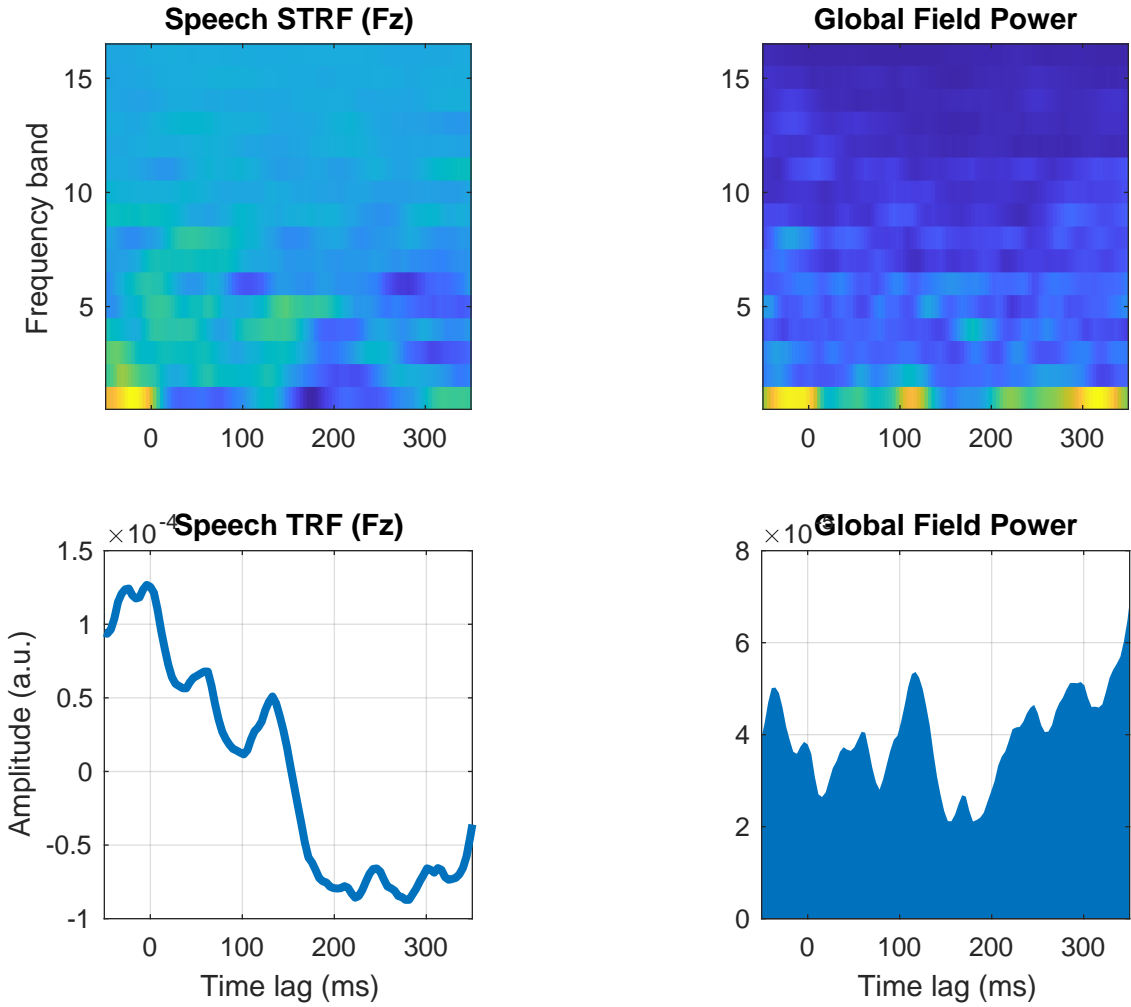 Speech STRF (Fz)
Global Field Power
Frequency band
15
10
5
0 100 200 300
15
10
5
0 100 200 300
Speech TRF (Fz)
×10^-4
Amplitude (a.u.)
1.5
1
0.5
0
-0.5
-1
0 100 200 300
Time lag (ms)
Global Field Power
×10
8
6
4
2
0
0 100 200 300
Time lag (ms)